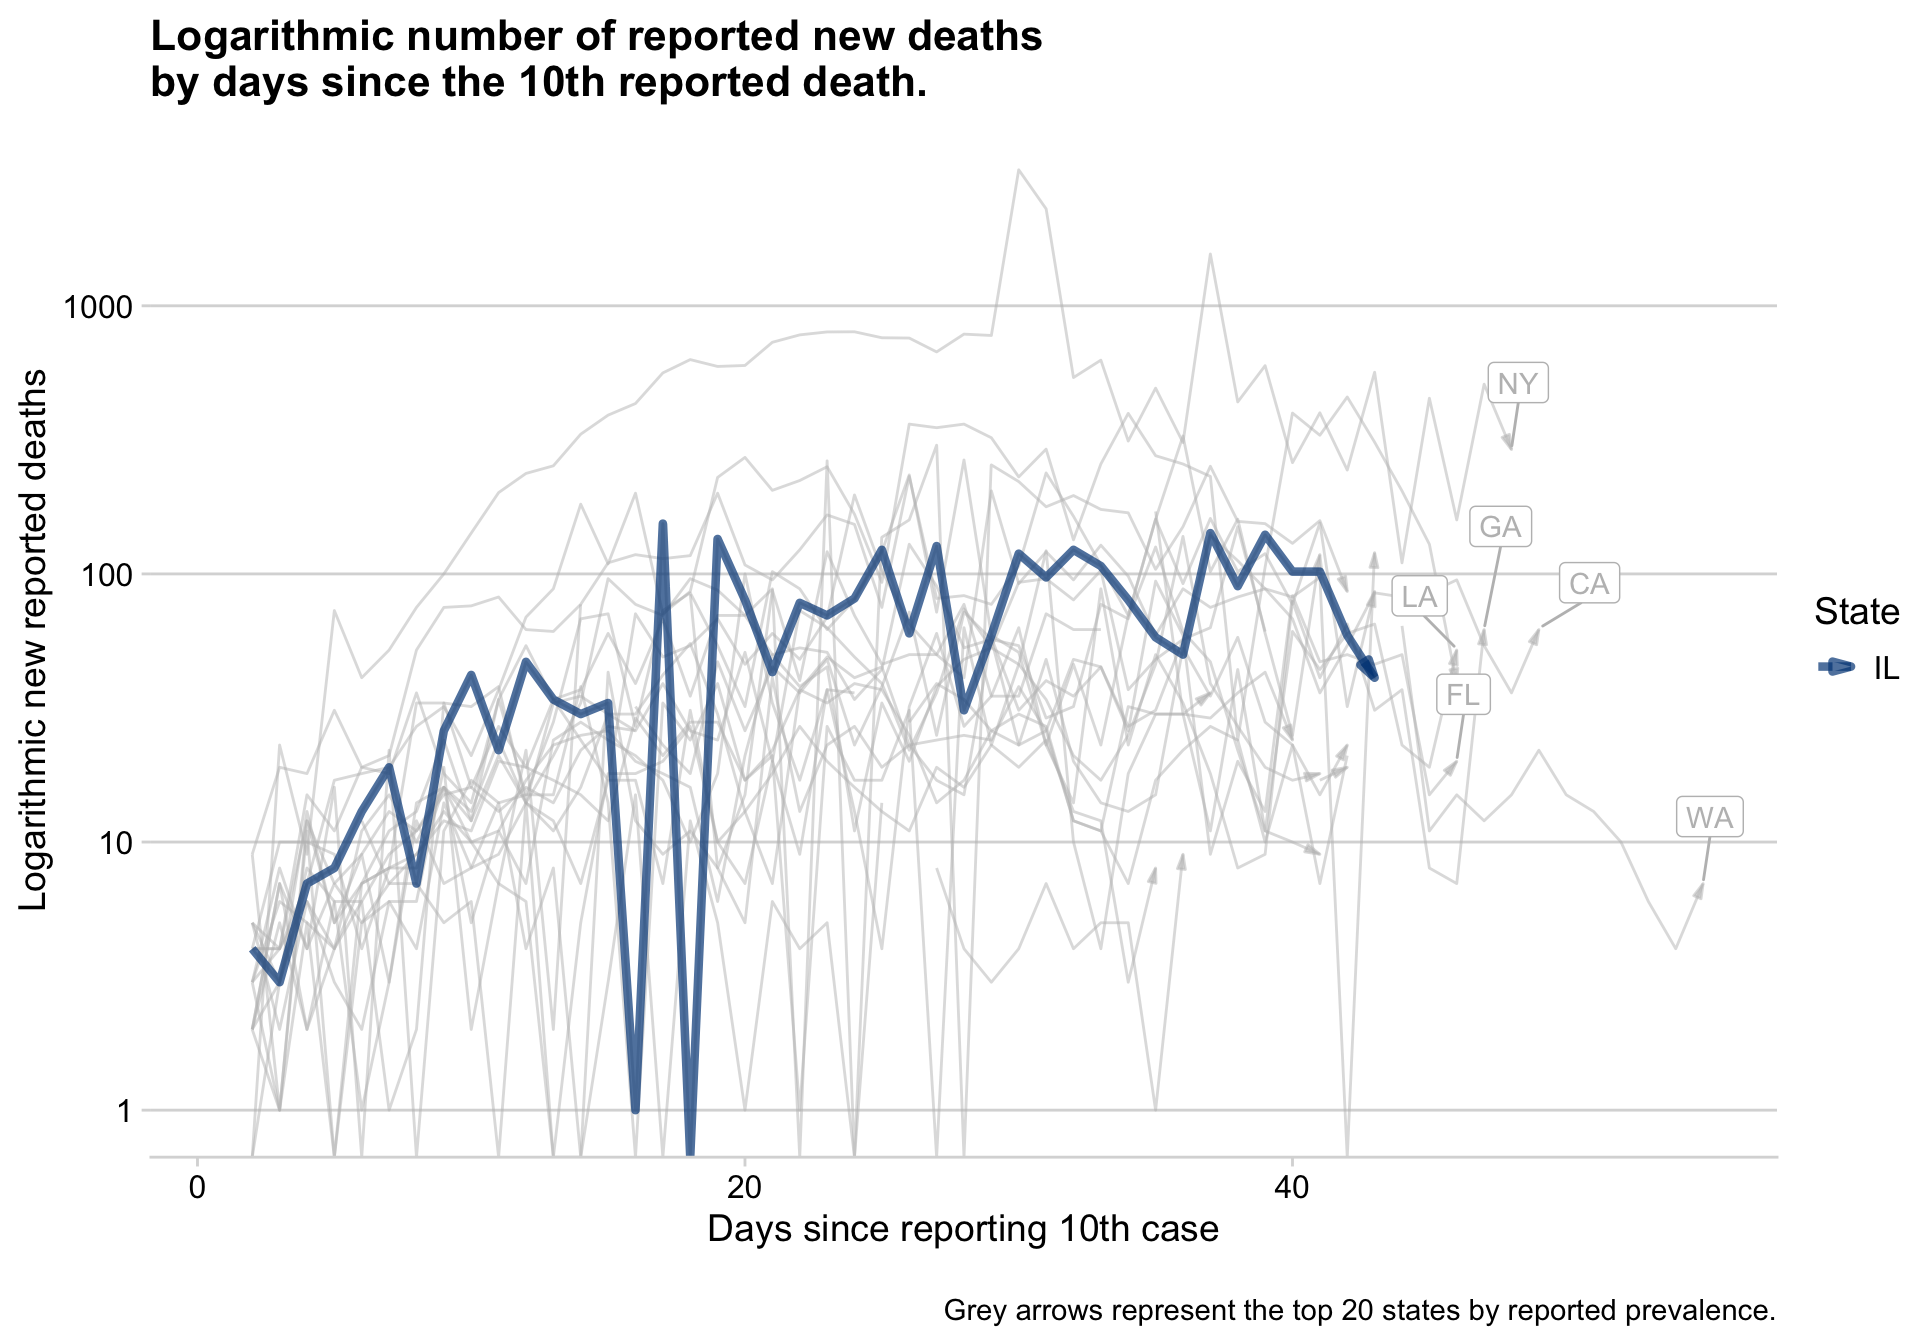 Logarithmic number of reported new deaths
by days since the 10th reported death.
Logarithmic new reported deaths
1000
100
10
1
NY
GA
CA
LA
FL
WA
State
IL
0
20
40
Days since reporting 10th case
Grey arrows represent the top 20 states by reported prevalence.